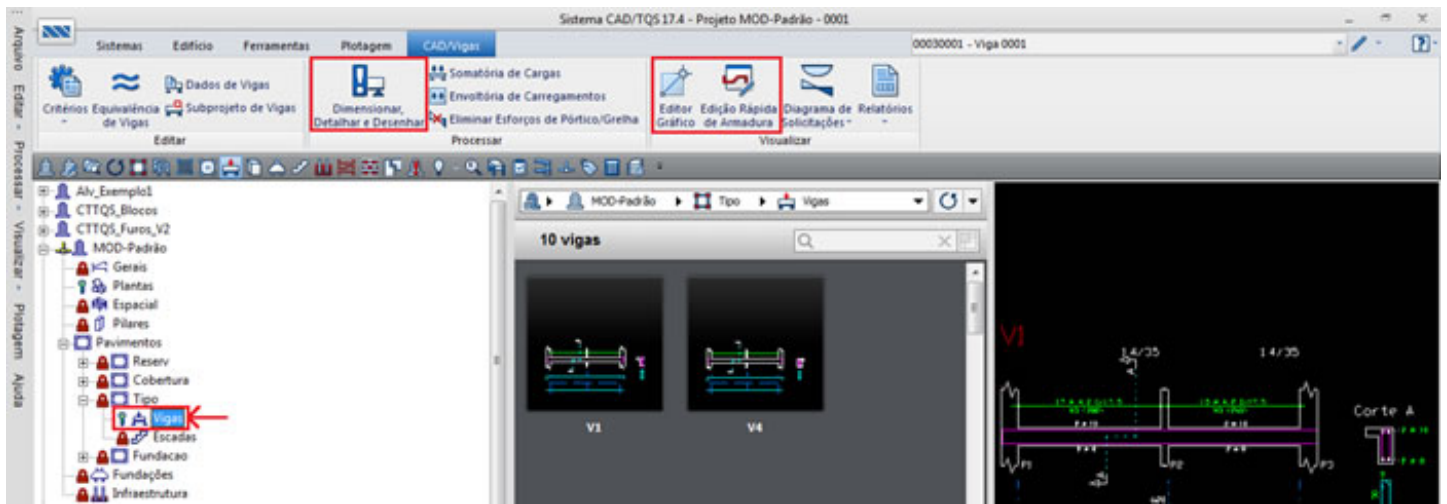 Sistema CAD/TQS 17.4 - Projeto MOD-Padrão - 0001
Arquivo Editar Processar Visualizar Plotagem Ajuda
Sistemas Edifício Ferramentas Plotagem CAD/Vigas
00030001 - Viga 0001
Critérios
Equivalência de Vigas
Dados de Vigas
Subprojeto de Vigas
Editar
Dimensionar, Detalhar e Desenhar
Somatória de Cargas
Envoltória de Carregamentos
Eliminar Esforços de Pórtico/Grelha
Processar
Editor Gráfico
Edição Rápida de Armadura
Diagrama de Solicitações
Relatórios
Visualizar
Alv_Exemplo1
CTTQS_Blocos
CTTQS_Furos_V2
MOD-Padrão
Gerais
Plantas
Espacial
Pilares
Pavimentos
Reserv
Cobertura
Tipo
Vigas
Escadas
Fundacao
Fundações
Infraestrutura
MOD-Padrão Tipo Vigas
10 vigas
V1 V4
V1
14/35 14/35
Corte A
P1 P2 P3